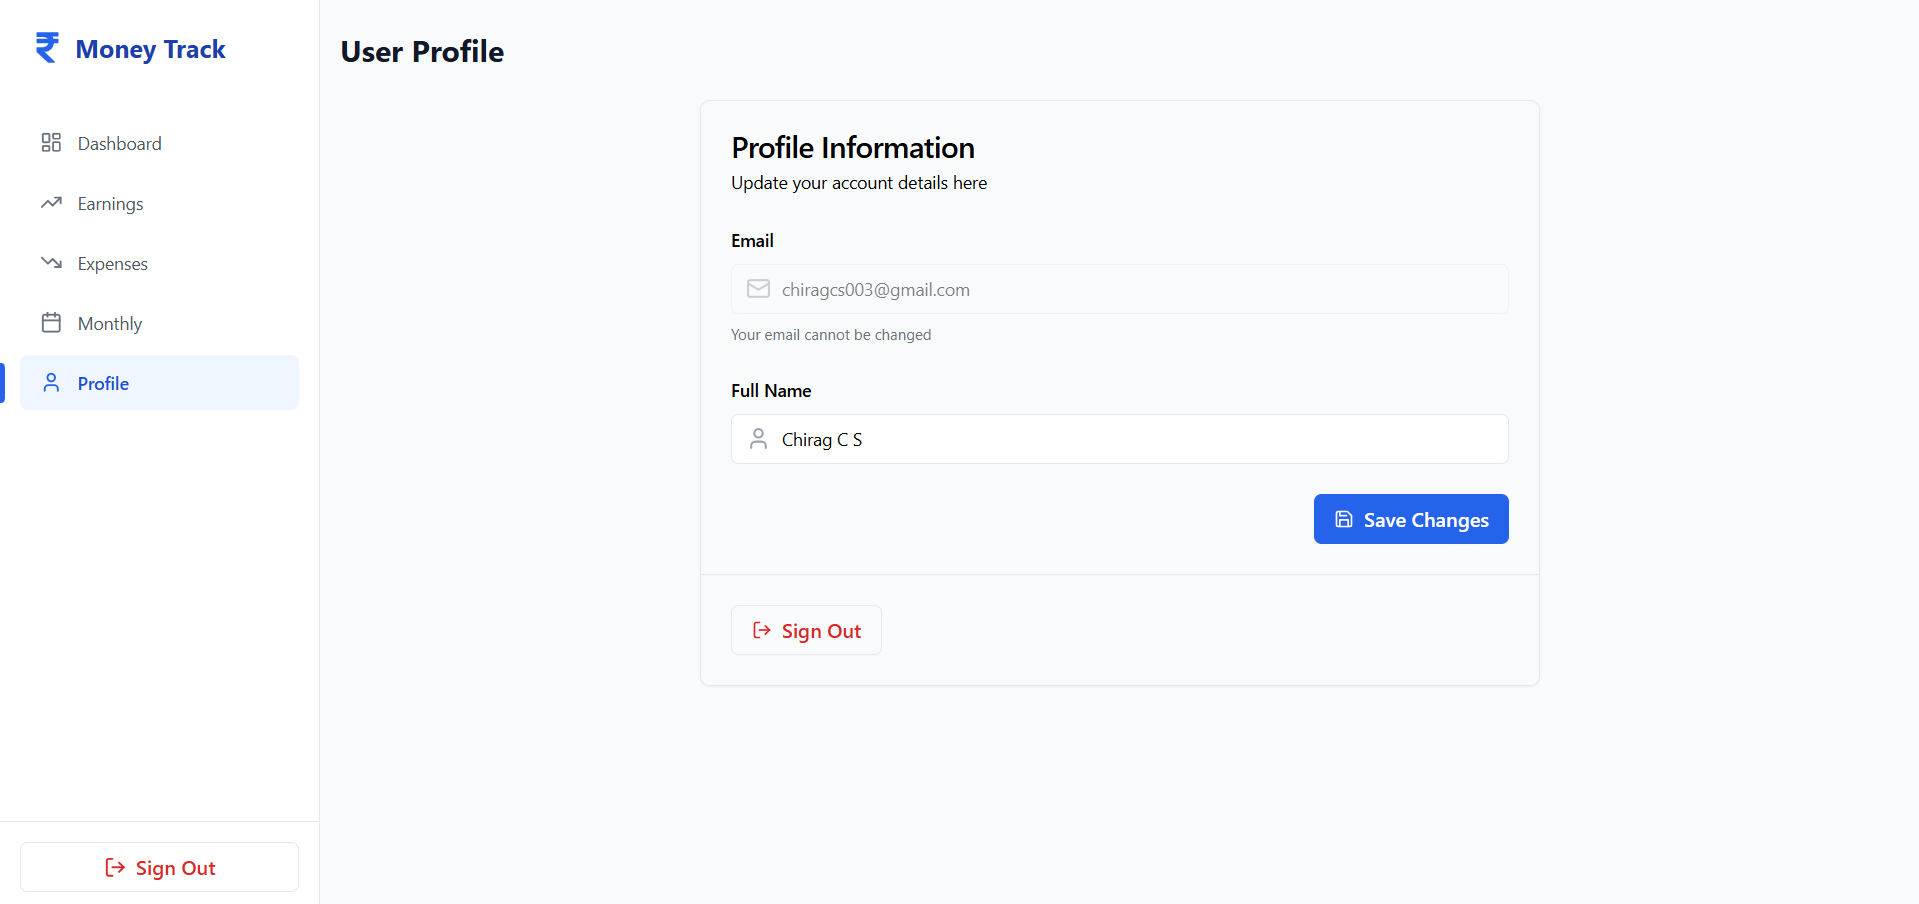 ₹ Money Track
Dashboard
Earnings
Expenses
Monthly
Profile
Sign Out
User Profile
Profile Information
Update your account details here
Email
chiragcs003@gmail.com
Your email cannot be changed
Full Name
Chirag C S
Save Changes
Sign Out